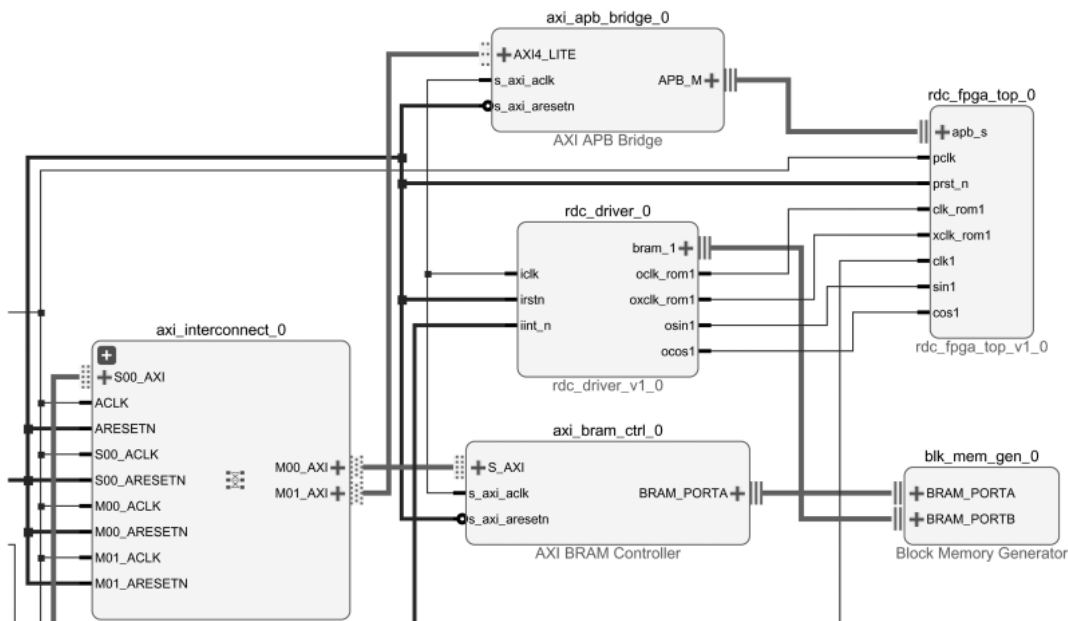 axi_apb_bridge_0
AXI4_LITE
s_axi_aclk
s_axi_aresetn
APB_M
AXI APB Bridge
rdc_fpga_top_0
apb_s
pclk
prst_n
clk_rom1
xclk_rom1
clk1
sin1
cos1
rdc_fpga_top_v1_0
rdc_driver_0
bram_1
iclk
oclk_rom1
irstn
oxclk_rom1
iint_n
osin1
ocos1
rdc_driver_v1_0
axi_interconnect_0
S00_AXI
ACLK
ARESETN
S00_ACLK
S00_ARESETN
M00_ACLK
M00_ARESETN
M01_ACLK
M01_ARESETN
M00_AXI
M01_AXI
axi_bram_ctrl_0
S_AXI
s_axi_aclk
s_axi_aresetn
BRAM_PORTA
AXI BRAM Controller
blk_mem_gen_0
BRAM_PORTA
BRAM_PORTB
Block Memory Generator